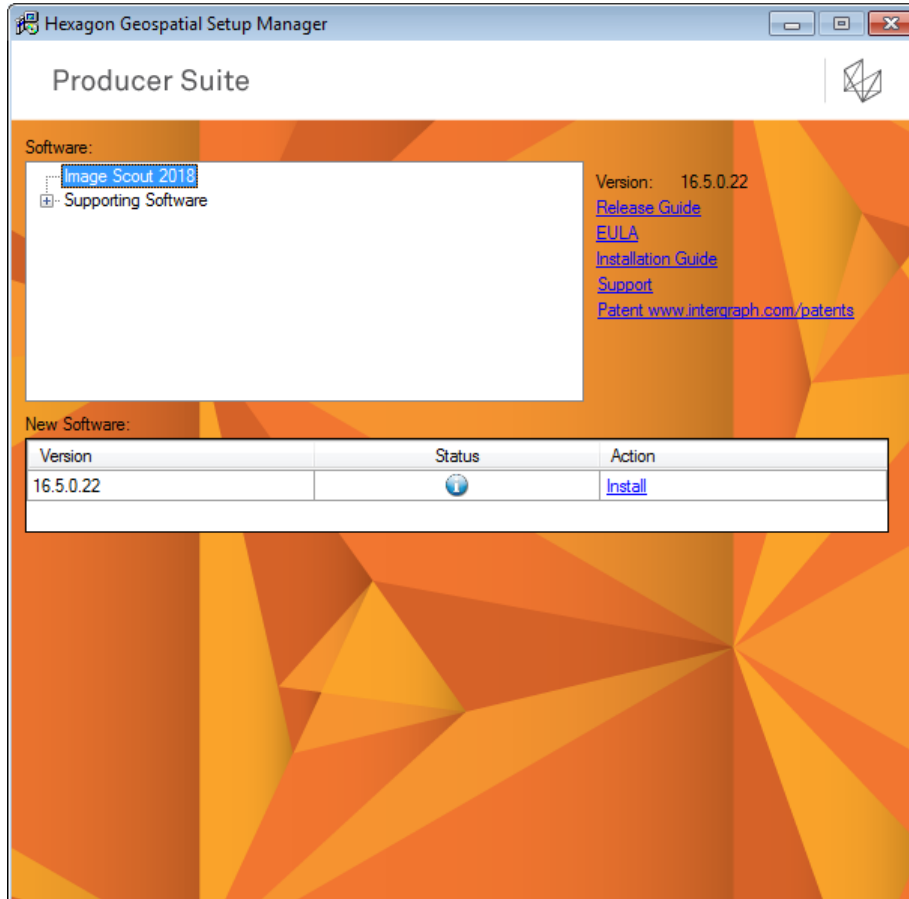 Hexagon Geospatial Setup Manager
Producer Suite
Software:
Image Scout 2018
Supporting Software
Version: 16.5.0.22
Release Guide
EULA
Installation Guide
Support
Patent www.intergraph.com/patents
New Software:
Version Status Action
16.5.0.22 Install